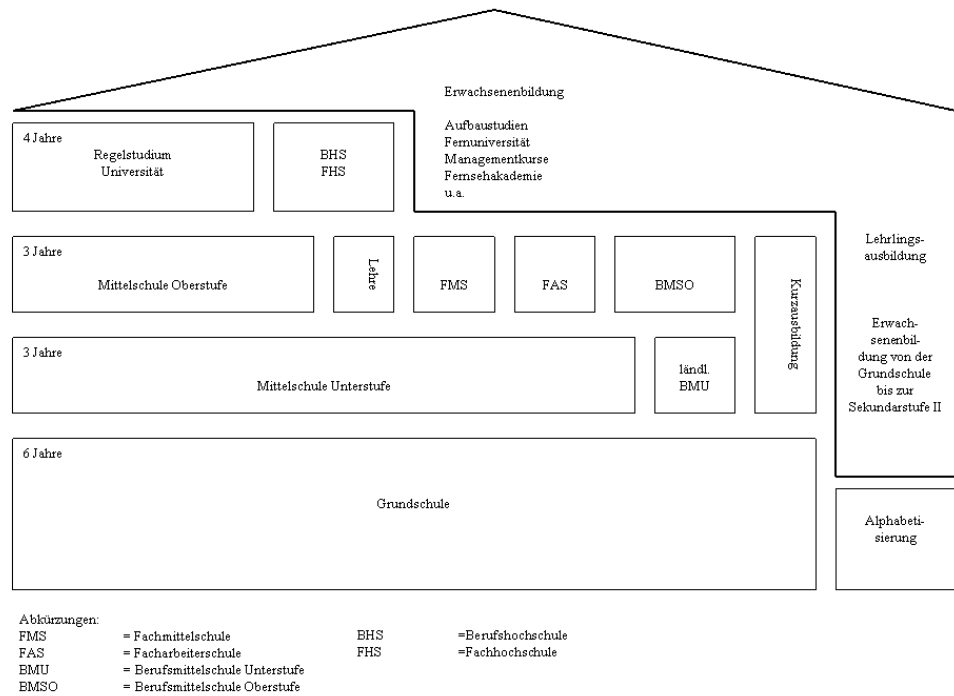 Erwachsenenbildung
Aufbaustudien
Fernuniversität
Managementkurse
Fernsehakademie
u.a.
4 Jahre
Regelstudium
Universität
BHS
FHS
3 Jahre
Mittelschule Oberstufe
Lehre
FMS
FAS
BMSO
Kurzausbildung
Lehrlings-
ausbildung
Erwach-
senenbil-
dung von der
Grundschule
bis zur
Sekundarstufe II
3 Jahre
Mittelschule Unterstufe
ländl.
BMU
6 Jahre
Grundschule
Alphabeti-
sierung
Abkürzungen:
FMS = Fachmittelschule BHS =Berufshochschule
FAS = Facharbeiterschule FHS =Fachhochschule
BMU = Berufsmittelschule Unterstufe
BMSO = Berufsmittelschule Oberstufe